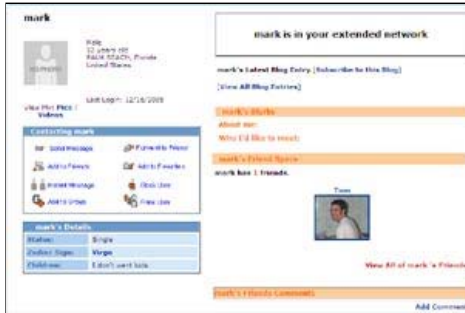 mark
Male
years old
PALM BEACH, Florida
United States
Last Login: 12/16/2009
View My: Pics |
Videos
Contacting mark
Send Message
Forward to Friend
Add to Friends
Add to Favorites
Instant Message
Block User
Add to Group
Rank User
mark's Details
Status: Single
Zodiac Sign: Virgo
Children: I don't want kids
mark is in your extended network
mark's Latest Blog Entry [Subscribe to this Blog]
[View All Blog Entries]
mark's Blurbs
About me:
Who I'd like to meet:
mark's Friend Space
mark has 1 friends.
Tom
View All of mark's Friends
mark's Friends Comments
Add Comment